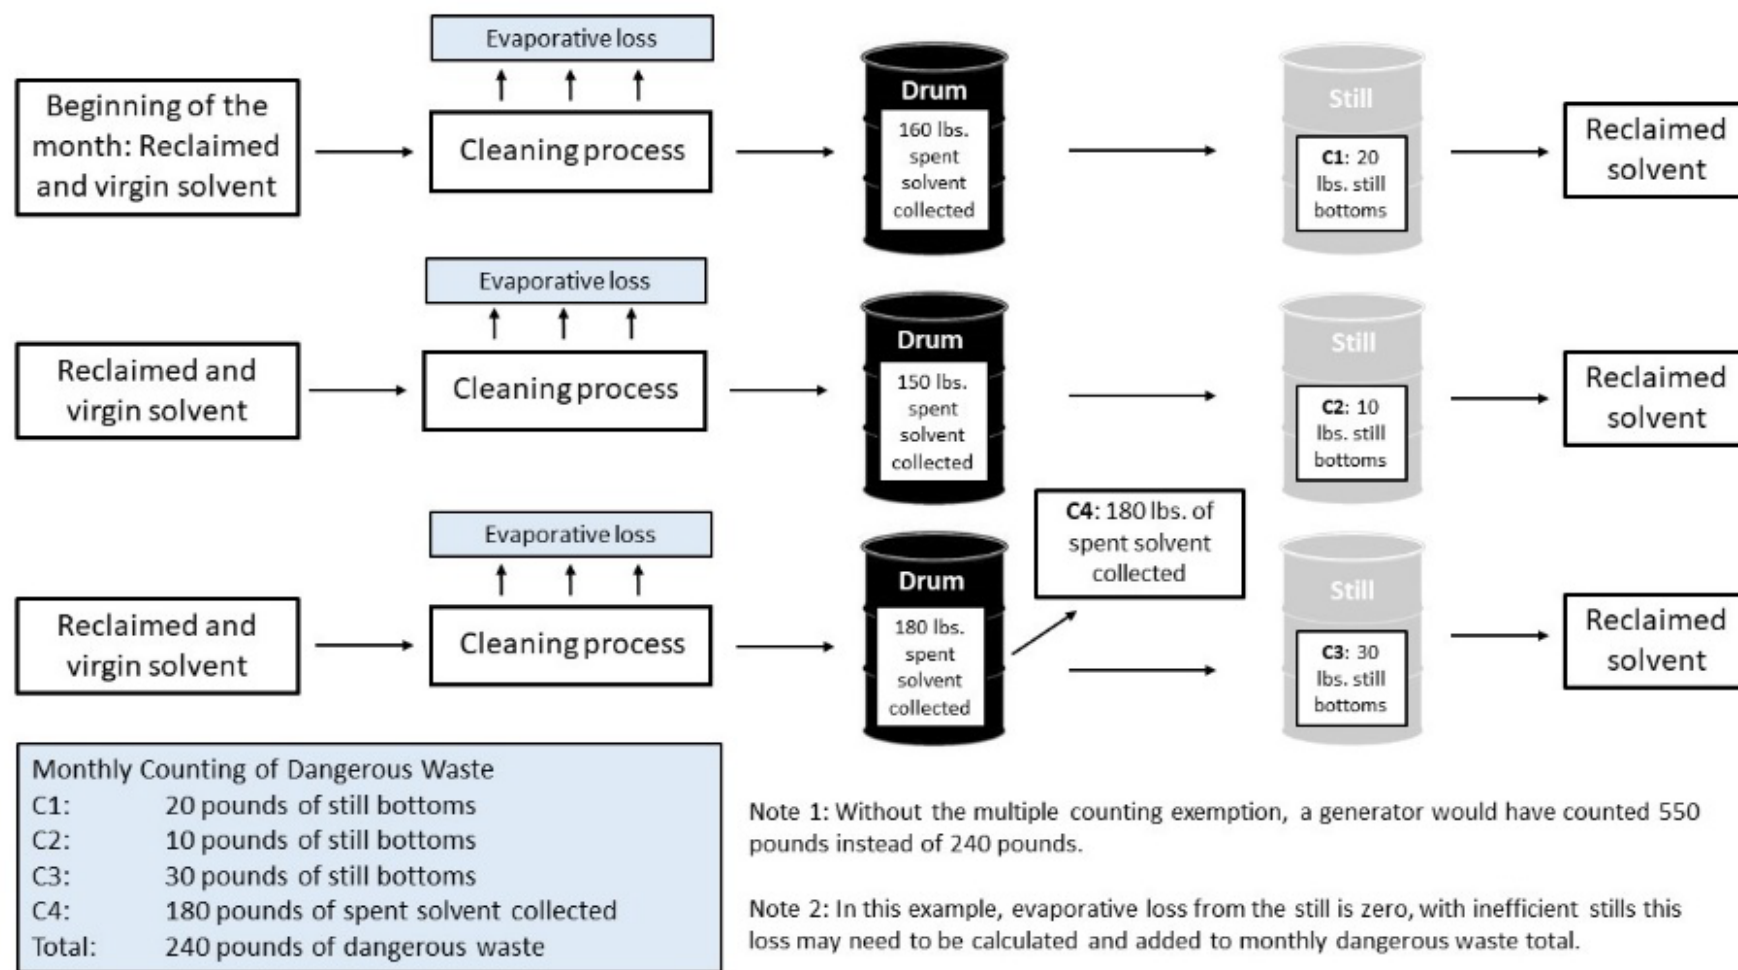 Evaporative loss
Beginning of the
month: Reclaimed
and virgin solvent
Cleaning process
Drum
160 lbs.
spent
solvent
collected
Still
C1: 20
lbs. still
bottoms
Reclaimed
solvent
Evaporative loss
Reclaimed and
virgin solvent
Cleaning process
Drum
150 lbs.
spent
solvent
collected
Still
C2: 10
lbs. still
bottoms
Reclaimed
solvent
Evaporative loss
Reclaimed and
virgin solvent
Cleaning process
Drum
180 lbs.
spent
solvent
collected
C4: 180 lbs. of
spent solvent
collected
Still
C3: 30
lbs. still
bottoms
Reclaimed
solvent
Monthly Counting of Dangerous Waste
C1: 20 pounds of still bottoms
C2: 10 pounds of still bottoms
C3: 30 pounds of still bottoms
C4: 180 pounds of spent solvent collected
Total: 240 pounds of dangerous waste
Note 1: Without the multiple counting exemption, a generator would have counted 550
pounds instead of 240 pounds.
Note 2: In this example, evaporative loss from the still is zero, with inefficient stills this
loss may need to be calculated and added to monthly dangerous waste total.